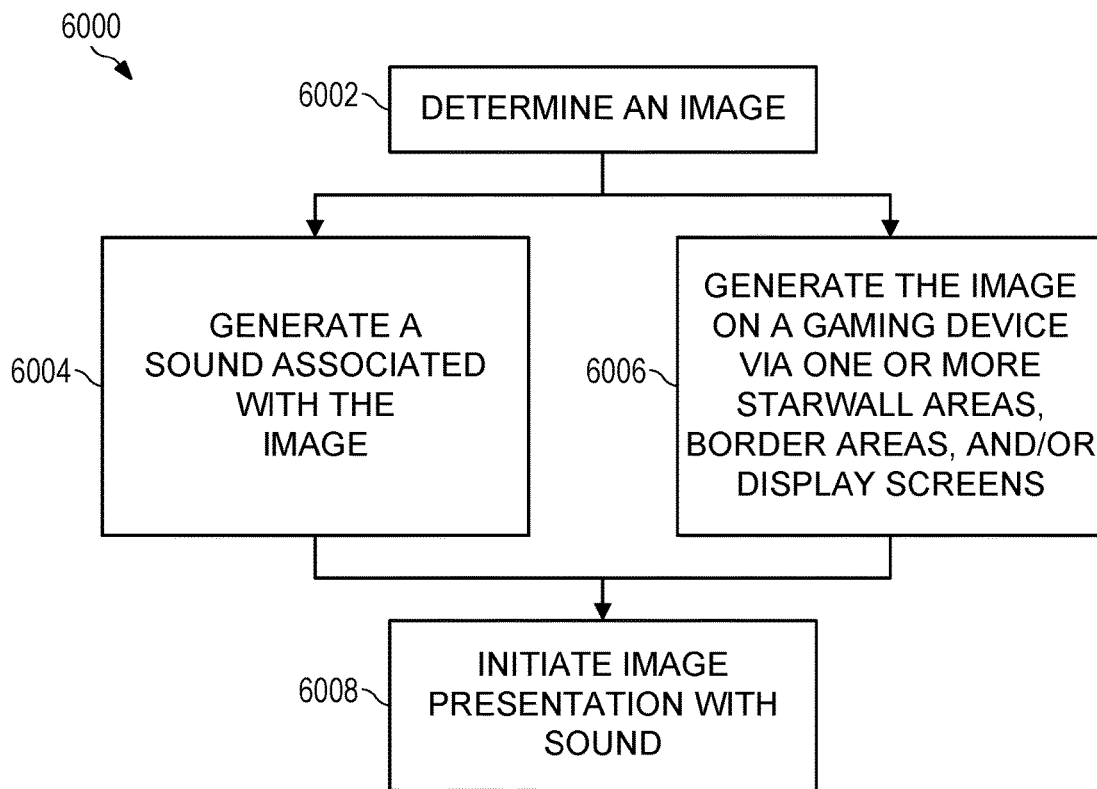 6000
6002
DETERMINE AN IMAGE
6004
GENERATE A
SOUND ASSOCIATED
WITH THE
IMAGE
6006
GENERATE THE IMAGE
ON A GAMING DEVICE
VIA ONE OR MORE
STARWALL AREAS,
BORDER AREAS, AND/OR
DISPLAY SCREENS
6008
INITIATE IMAGE
PRESENTATION WITH
SOUND